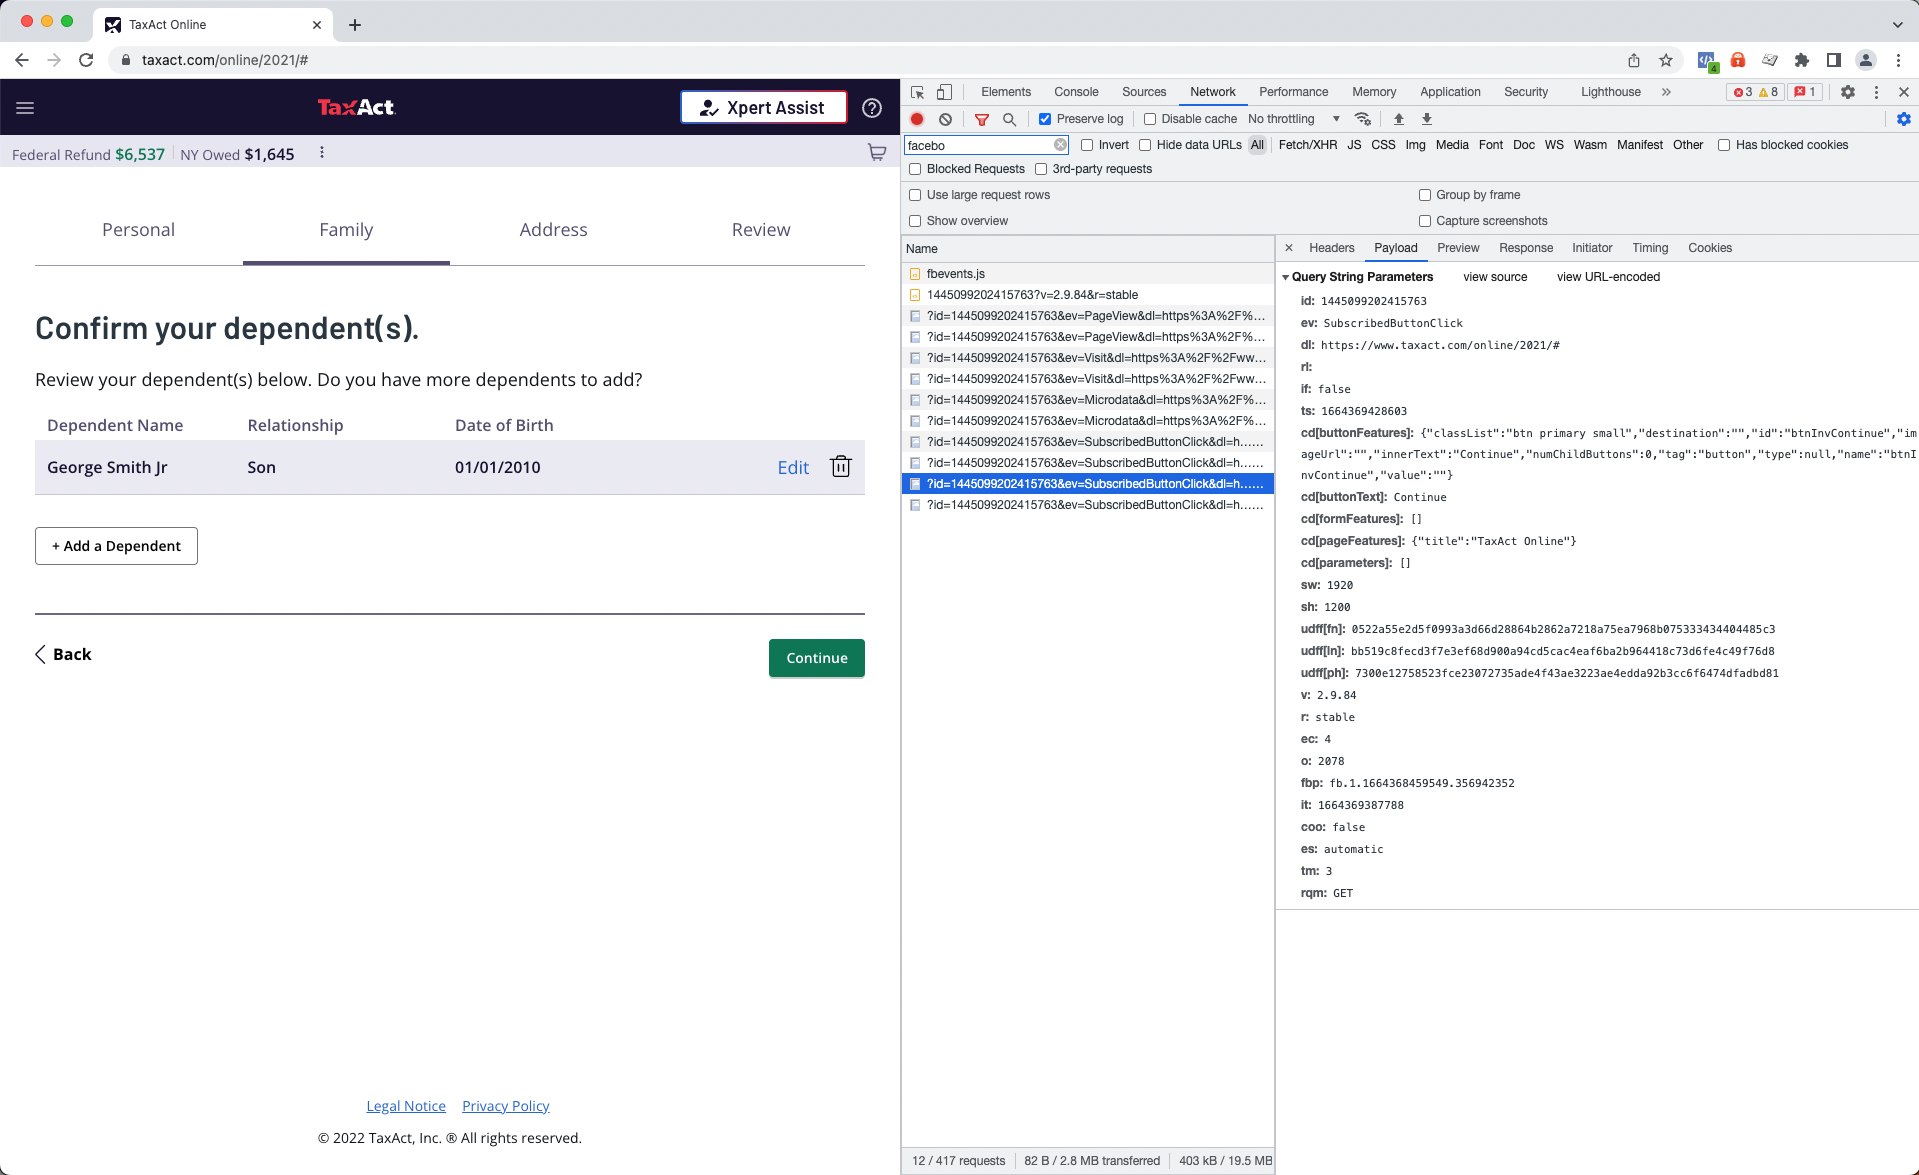 TaxAct Online
taxact.com/online/2021/#
4
TaxAct
Xpert Assist
Federal Refund $6,537 NY Owed $1,645
Personal Family Address Review
Confirm your dependent(s).
Review your dependent(s) below. Do you have more dependents to add?
Dependent Name Relationship Date of Birth
George Smith Jr Son 01/01/2010 Edit
+ Add a Dependent
Back
Continue
Legal Notice Privacy Policy
© 2022 TaxAct, Inc. ® All rights reserved.
Elements Console Sources Network Performance Memory Application Security Lighthouse » 3 8 1
Preserve log Disable cache No throttling
facebo Invert Hide data URLs All Fetch/XHR JS CSS Img Media Font Doc WS Wasm Manifest Other Has blocked cookies
Blocked Requests 3rd-party requests
Use large request rows Group by frame
Show overview Capture screenshots
Name
fbevents.js
1445099202415763?v=2.9.84&r=stable
?id=1445099202415763&ev=PageView&dl=https%3A%2F%...
?id=1445099202415763&ev=PageView&dl=https%3A%2F%...
?id=1445099202415763&ev=Visit&dl=https%3A%2F%2Fww...
?id=1445099202415763&ev=Visit&dl=https%3A%2F%2Fww...
?id=1445099202415763&ev=Microdata&dl=https%3A%2F%...
?id=1445099202415763&ev=Microdata&dl=https%3A%2F%...
?id=1445099202415763&ev=SubscribedButtonClick&dl=h......
?id=1445099202415763&ev=SubscribedButtonClick&dl=h......
?id=1445099202415763&ev=SubscribedButtonClick&dl=h......
?id=1445099202415763&ev=SubscribedButtonClick&dl=h......
12 / 417 requests 82 B / 2.8 MB transferred 403 kB / 19.5 MB
Headers Payload Preview Response Initiator Timing Cookies
Query String Parameters view source view URL-encoded
id: 1445099202415763
ev: SubscribedButtonClick
dl: https://www.taxact.com/online/2021/#
rl:
if: false
ts: 1664369428603
cd[buttonFeatures]: {"classList":"btn primary small","destination":"","id":"btnInvContinue","im
ageUrl":"","innerText":"Continue","numChildButtons":0,"tag":"button","type":null,"name":"btnI
nvContinue","value":""}
cd[buttonText]: Continue
cd[formFeatures]: []
cd[pageFeatures]: {"title":"TaxAct Online"}
cd[parameters]: []
sw: 1920
sh: 1200
udff[fn]: 0522a55e2d5f0993a3d66d28864b2862a7218a75ea7968b075333434404485c3
udff[ln]: bb519c8fecd3f7e3ef68d900a94cd5cac4eaf6ba2b964418c73d6fe4c49f76d8
udff[ph]: 7300e12758523fce23072735ade4f43ae3223ae4edda92b3cc6f6474dfadbd81
v: 2.9.84
r: stable
ec: 4
o: 2078
fbp: fb.1.1664368459549.356942352
it: 1664369387788
coo: false
es: automatic
tm: 3
rqm: GET